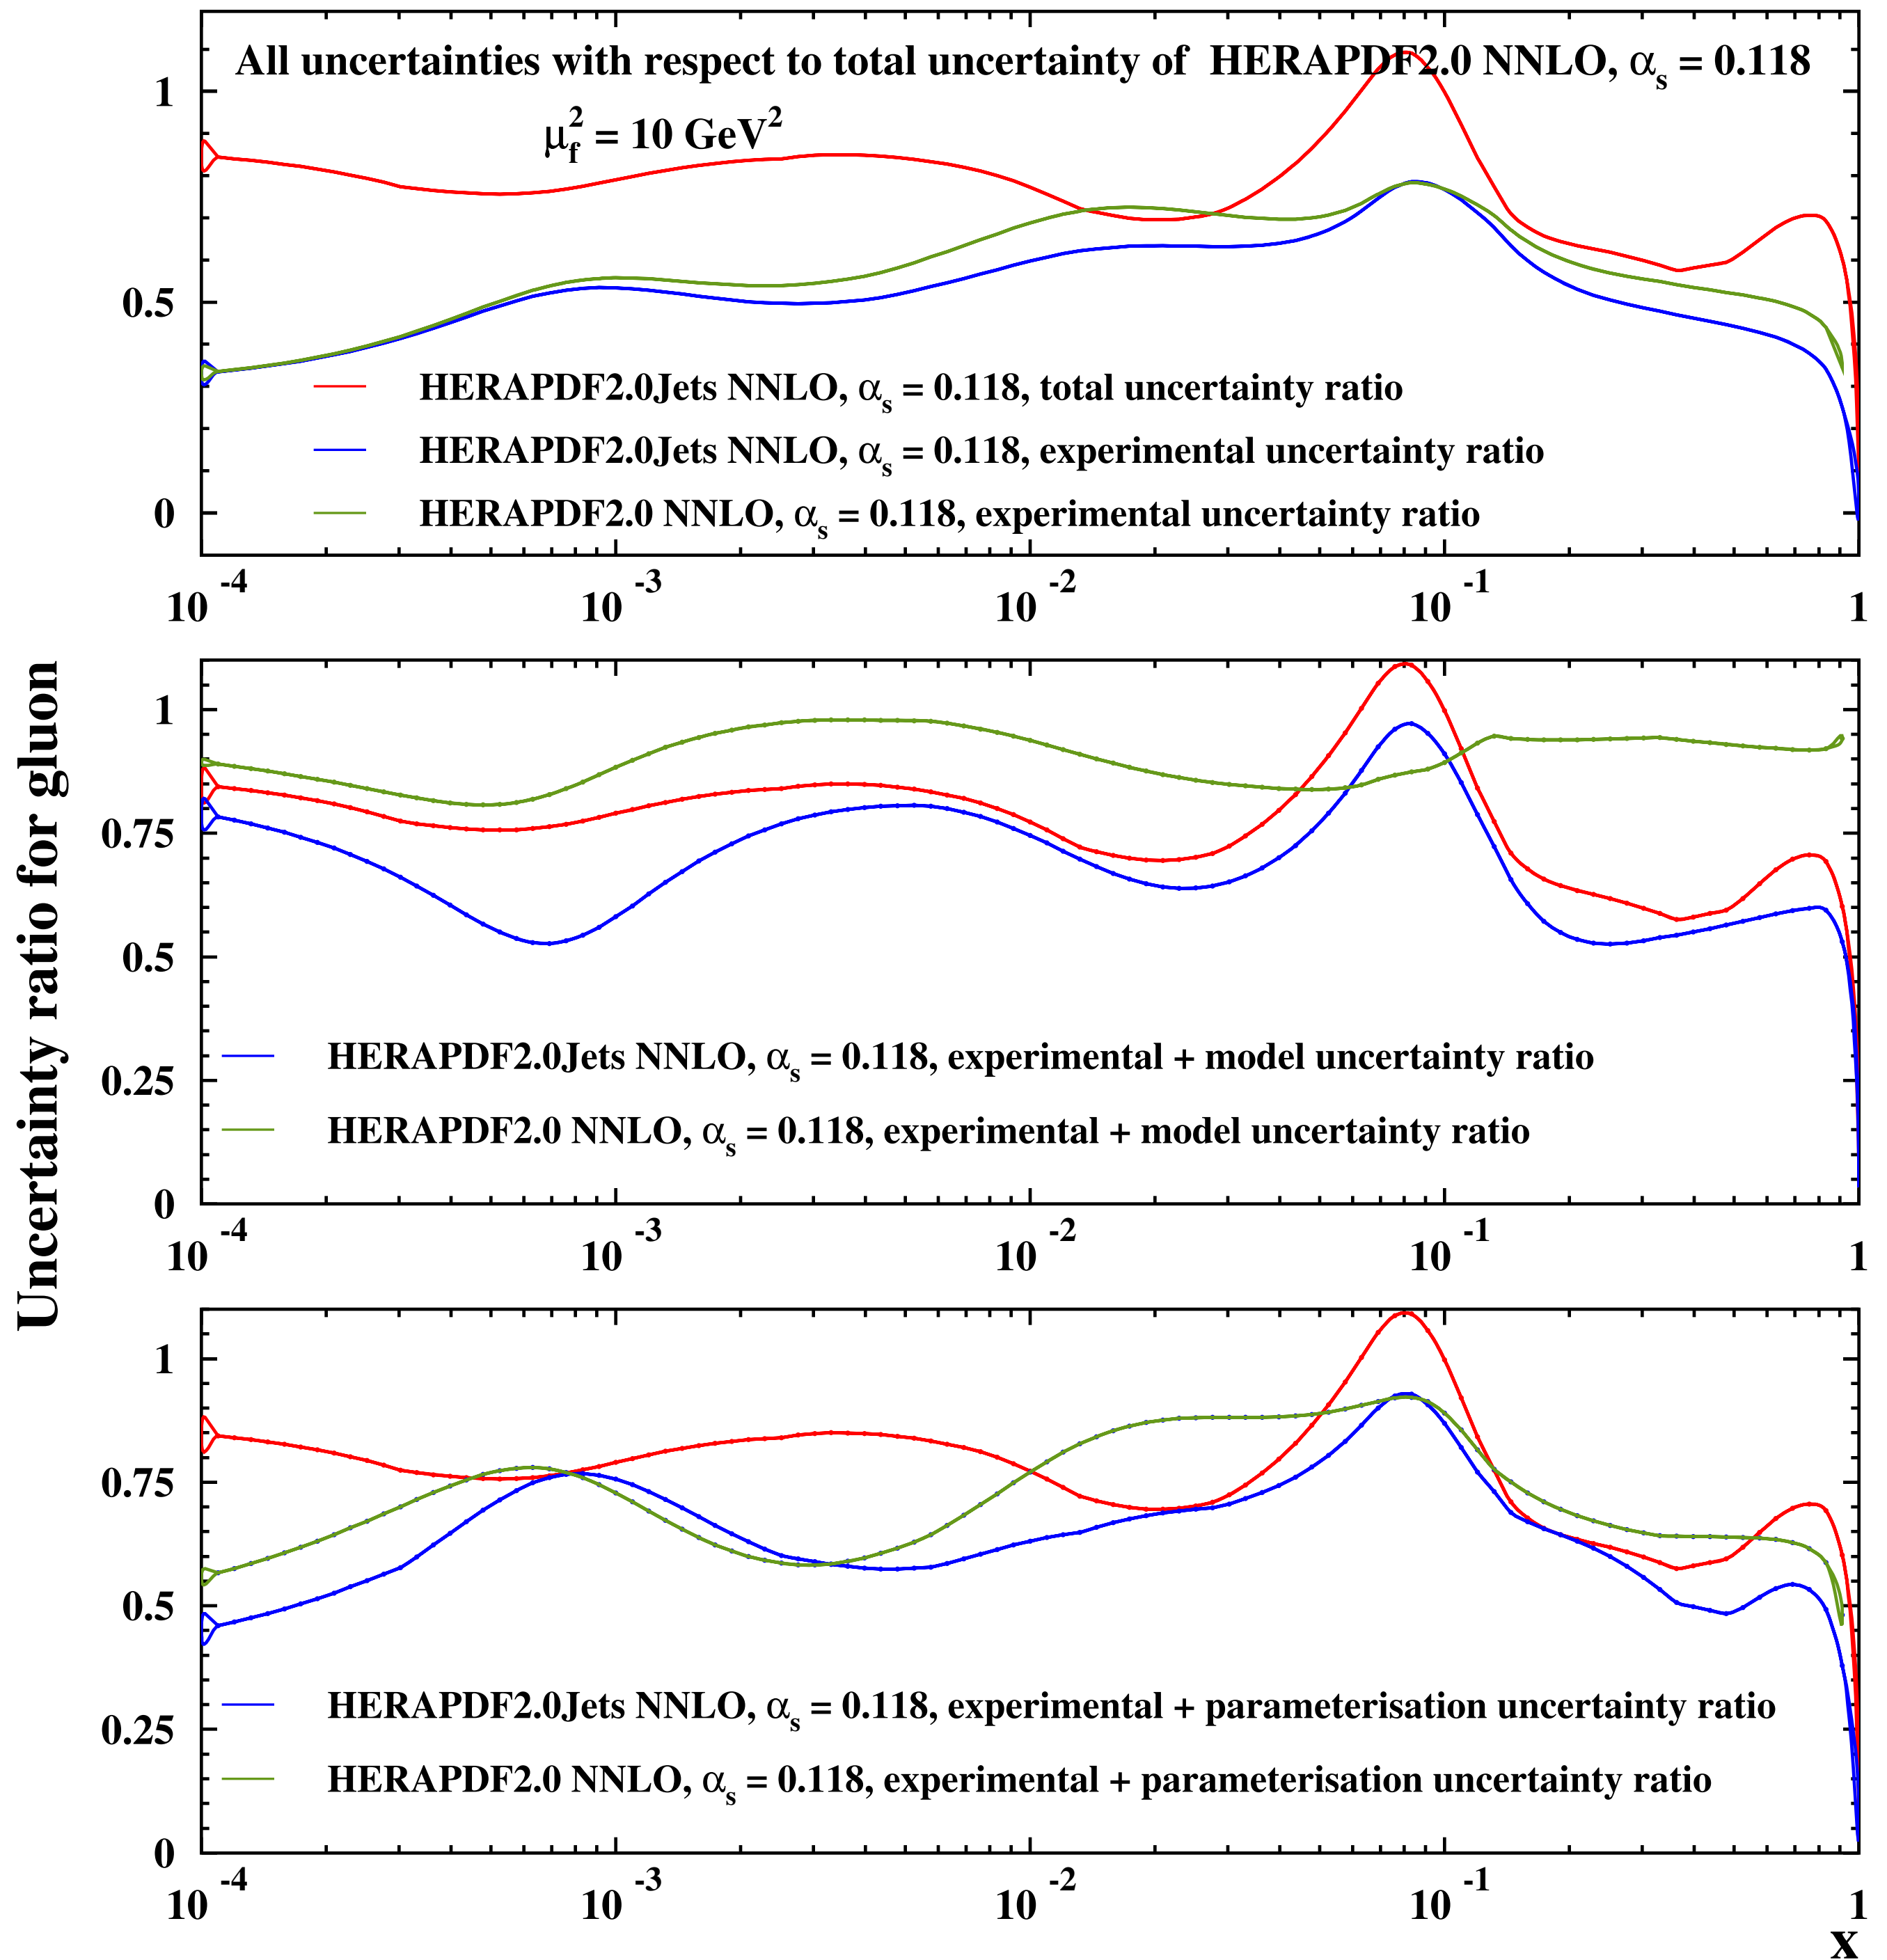 All uncertainties with respect to total uncertainty of HERAPDF2.0 NNLO, αs = 0.118
μf² = 10 GeV²
1
0.5
0
HERAPDF2.0Jets NNLO, αs = 0.118, total uncertainty ratio
HERAPDF2.0Jets NNLO, αs = 0.118, experimental uncertainty ratio
HERAPDF2.0 NNLO, αs = 0.118, experimental uncertainty ratio
10⁻⁴ 10⁻³ 10⁻² 10⁻¹ 1
Uncertainty ratio for gluon
1
0.75
0.5
0.25
0
HERAPDF2.0Jets NNLO, αs = 0.118, experimental + model uncertainty ratio
HERAPDF2.0 NNLO, αs = 0.118, experimental + model uncertainty ratio
10⁻⁴ 10⁻³ 10⁻² 10⁻¹ 1
1
0.75
0.5
0.25
0
HERAPDF2.0Jets NNLO, αs = 0.118, experimental + parameterisation uncertainty ratio
HERAPDF2.0 NNLO, αs = 0.118, experimental + parameterisation uncertainty ratio
10⁻⁴ 10⁻³ 10⁻² 10⁻¹ 1
x